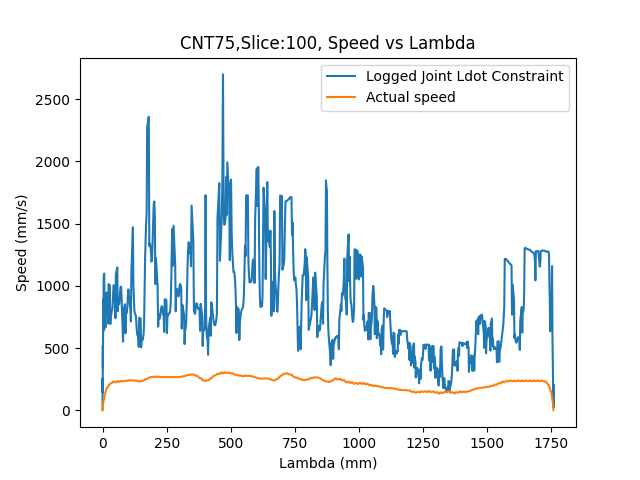 CNT75,Slice:100, Speed vs Lambda
Logged Joint Ldot Constraint
Actual speed
Speed (mm/s)
2500
2000
1500
1000
500
0
0 250 500 750 1000 1250 1500 1750
Lambda (mm)